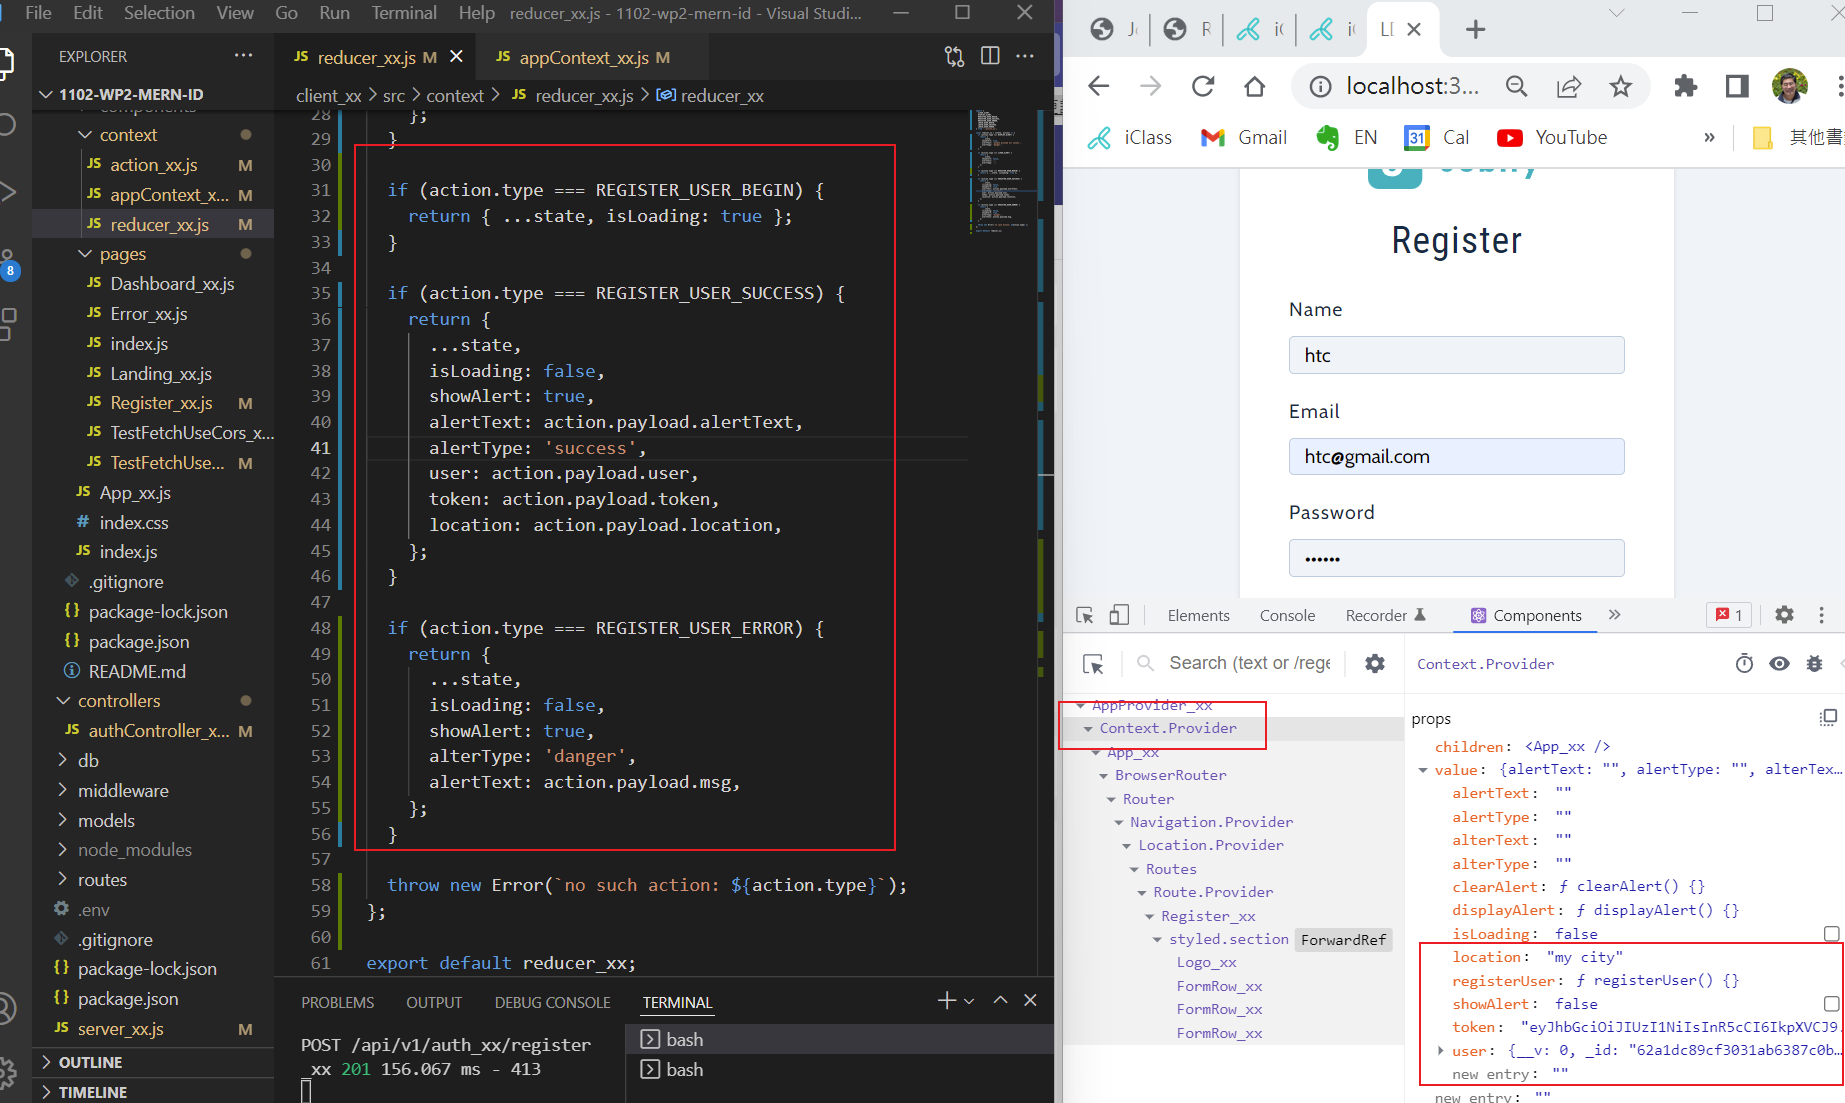 File Edit Selection View Go Run Terminal Help reducer_xx.js - 1102-wp2-mern-id - Visual Studi...
EXPLORER
1102-WP2-MERN-ID
components
context
action_xx.js M
appContext_x... M
reducer_xx.js M
pages
Dashboard_xx.js
Error_xx.js
index.js
Landing_xx.js
Register_xx.js M
TestFetchUseCors_x...
TestFetchUse... M
App_xx.js
index.css
index.js
.gitignore
package-lock.json
package.json
README.md
controllers
authController_x... M
db
middleware
models
node_modules
routes
.env
.gitignore
package-lock.json
package.json
server_xx.js M
OUTLINE
TIMELINE
8
JS reducer_xx.js M
JS appContext_xx.js M
client_xx > src > context > JS reducer_xx.js > reducer_xx
28 };
29 }
30
31 if (action.type === REGISTER_USER_BEGIN) {
32 return { ...state, isLoading: true };
33 }
34
35 if (action.type === REGISTER_USER_SUCCESS) {
36 return {
37 ...state,
38 isLoading: false,
39 showAlert: true,
40 alertText: action.payload.alertText,
41 alertType: 'success',
42 user: action.payload.user,
43 token: action.payload.token,
44 location: action.payload.location,
45 };
46 }
47
48 if (action.type === REGISTER_USER_ERROR) {
49 return {
50 ...state,
51 isLoading: false,
52 showAlert: true,
53 alterType: 'danger',
54 alertText: action.payload.msg,
55 };
56 }
57
58 throw new Error(`no such action: ${action.type}`);
59 };
60
61 export default reducer_xx;
PROBLEMS OUTPUT DEBUG CONSOLE TERMINAL
POST /api/v1/auth_xx/register
_xx 201 156.067 ms - 413
bash
bash
localhost:3...
iClass Gmail EN 31 Cal YouTube » 其他書
Jobify
Register
Name
htc
Email
htc@gmail.com
Password
••••••
Elements Console Recorder Components » 1
Search (text or /rege
Context.Provider
AppProvider_xx
Context.Provider
App_xx
BrowserRouter
Router
Navigation.Provider
Location.Provider
Routes
Route.Provider
Register_xx
styled.section ForwardRef
Logo_xx
FormRow_xx
FormRow_xx
FormRow_xx
props
children: <App_xx />
value: {alertText: "", alertType: "", alterTex...
alertText: ""
alertType: ""
alterText: ""
alterType: ""
clearAlert: ƒ clearAlert() {}
displayAlert: ƒ displayAlert() {}
isLoading: false
location: "my city"
registerUser: ƒ registerUser() {}
showAlert: false
token: "eyJhbGciOiJIUzI1NiIsInR5cCI6IkpXVCJ9.
user: {__v: 0, _id: "62a1dc89cf3031ab6387c0b...
new entry: ""
new entry: ""